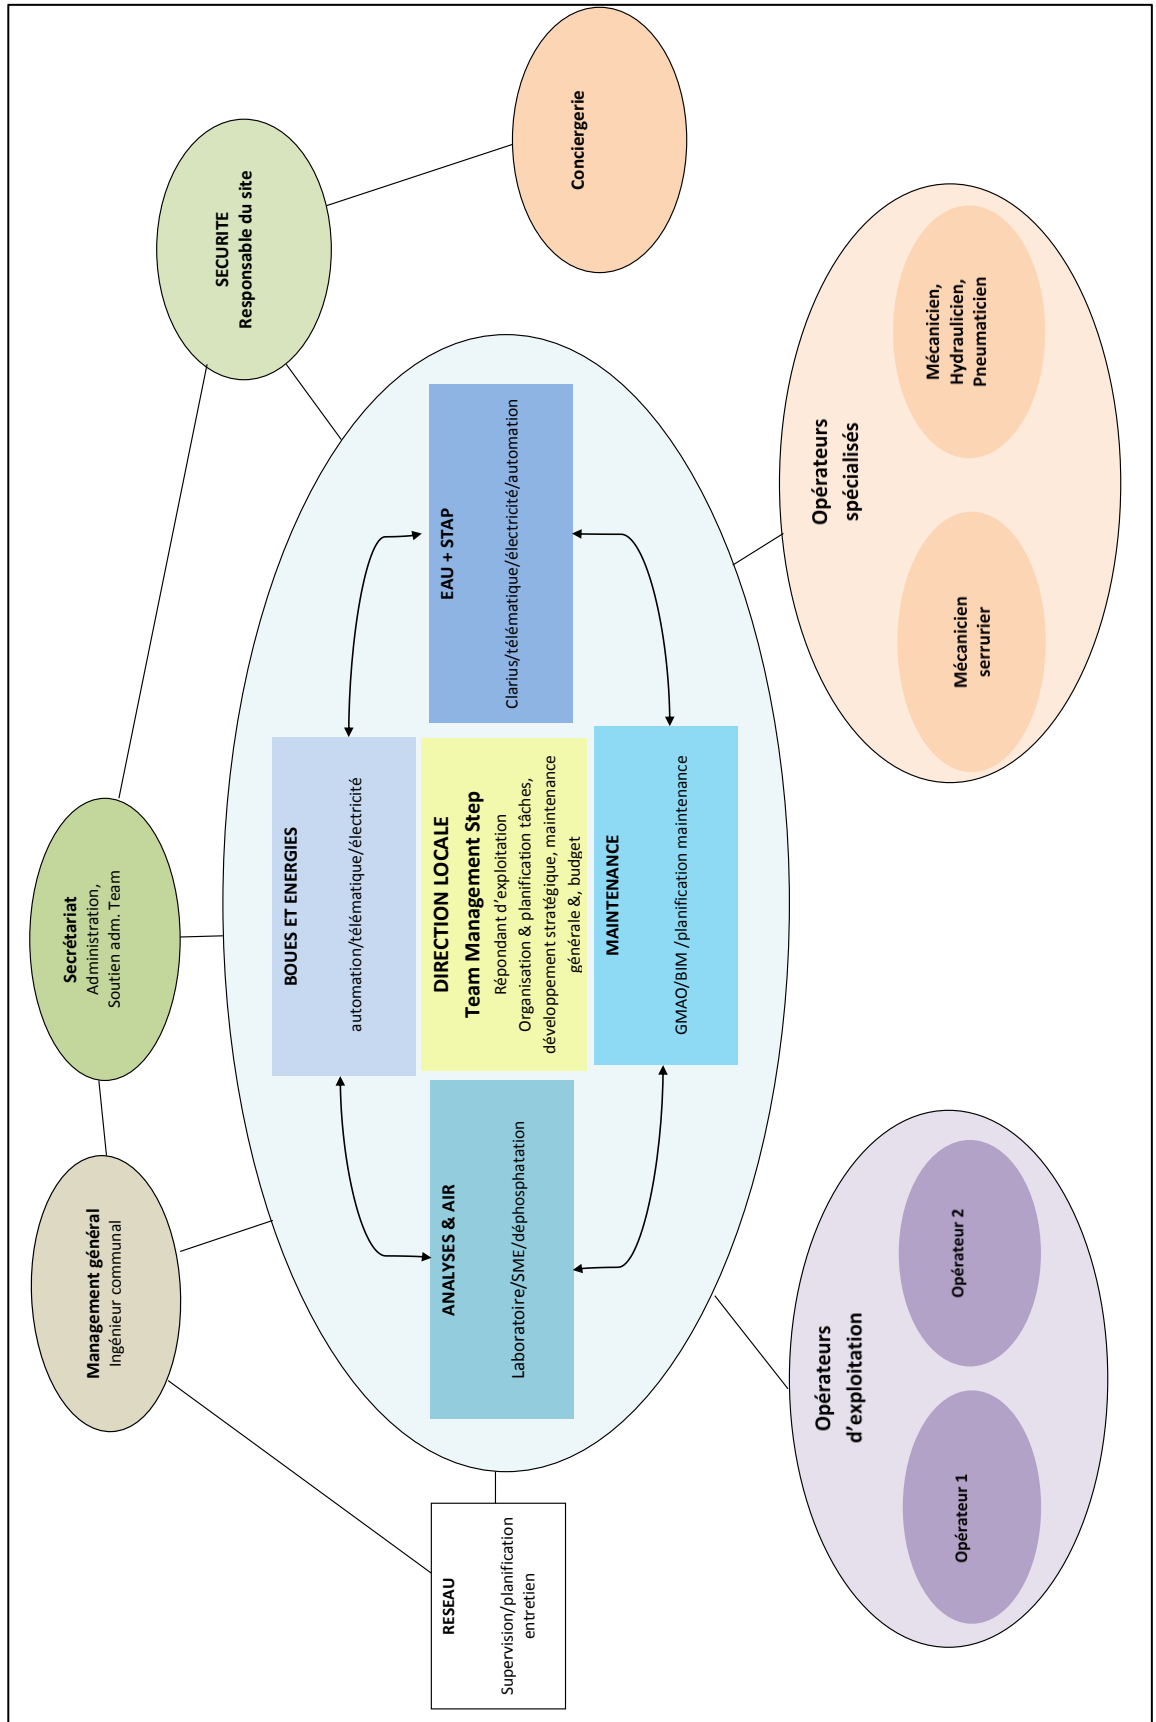 Management général
Ingénieur communal
Secrétariat
Administration,
Soutien adm. Team
SECURITE
Responsable du site
Conciergerie
RESEAU
Supervision/planification
entretien
BOUES ET ENERGIES
automation/télématique/électricité
ANALYSES & AIR
Laboratoire/SME/déphosphatation
DIRECTION LOCALE
Team Management Step
Répondant d'exploitation
Organisation & planification tâches,
développement stratégique, maintenance
générale &, budget
EAU + STAP
Clarius/télématique/électricité/automation
MAINTENANCE
GMAO/BIM /planification maintenance
Opérateurs
d'exploitation
Opérateur 1
Opérateur 2
Opérateurs
spécialisés
Mécanicien
serrurier
Mécanicien,
Hydraulicien,
Pneumaticien